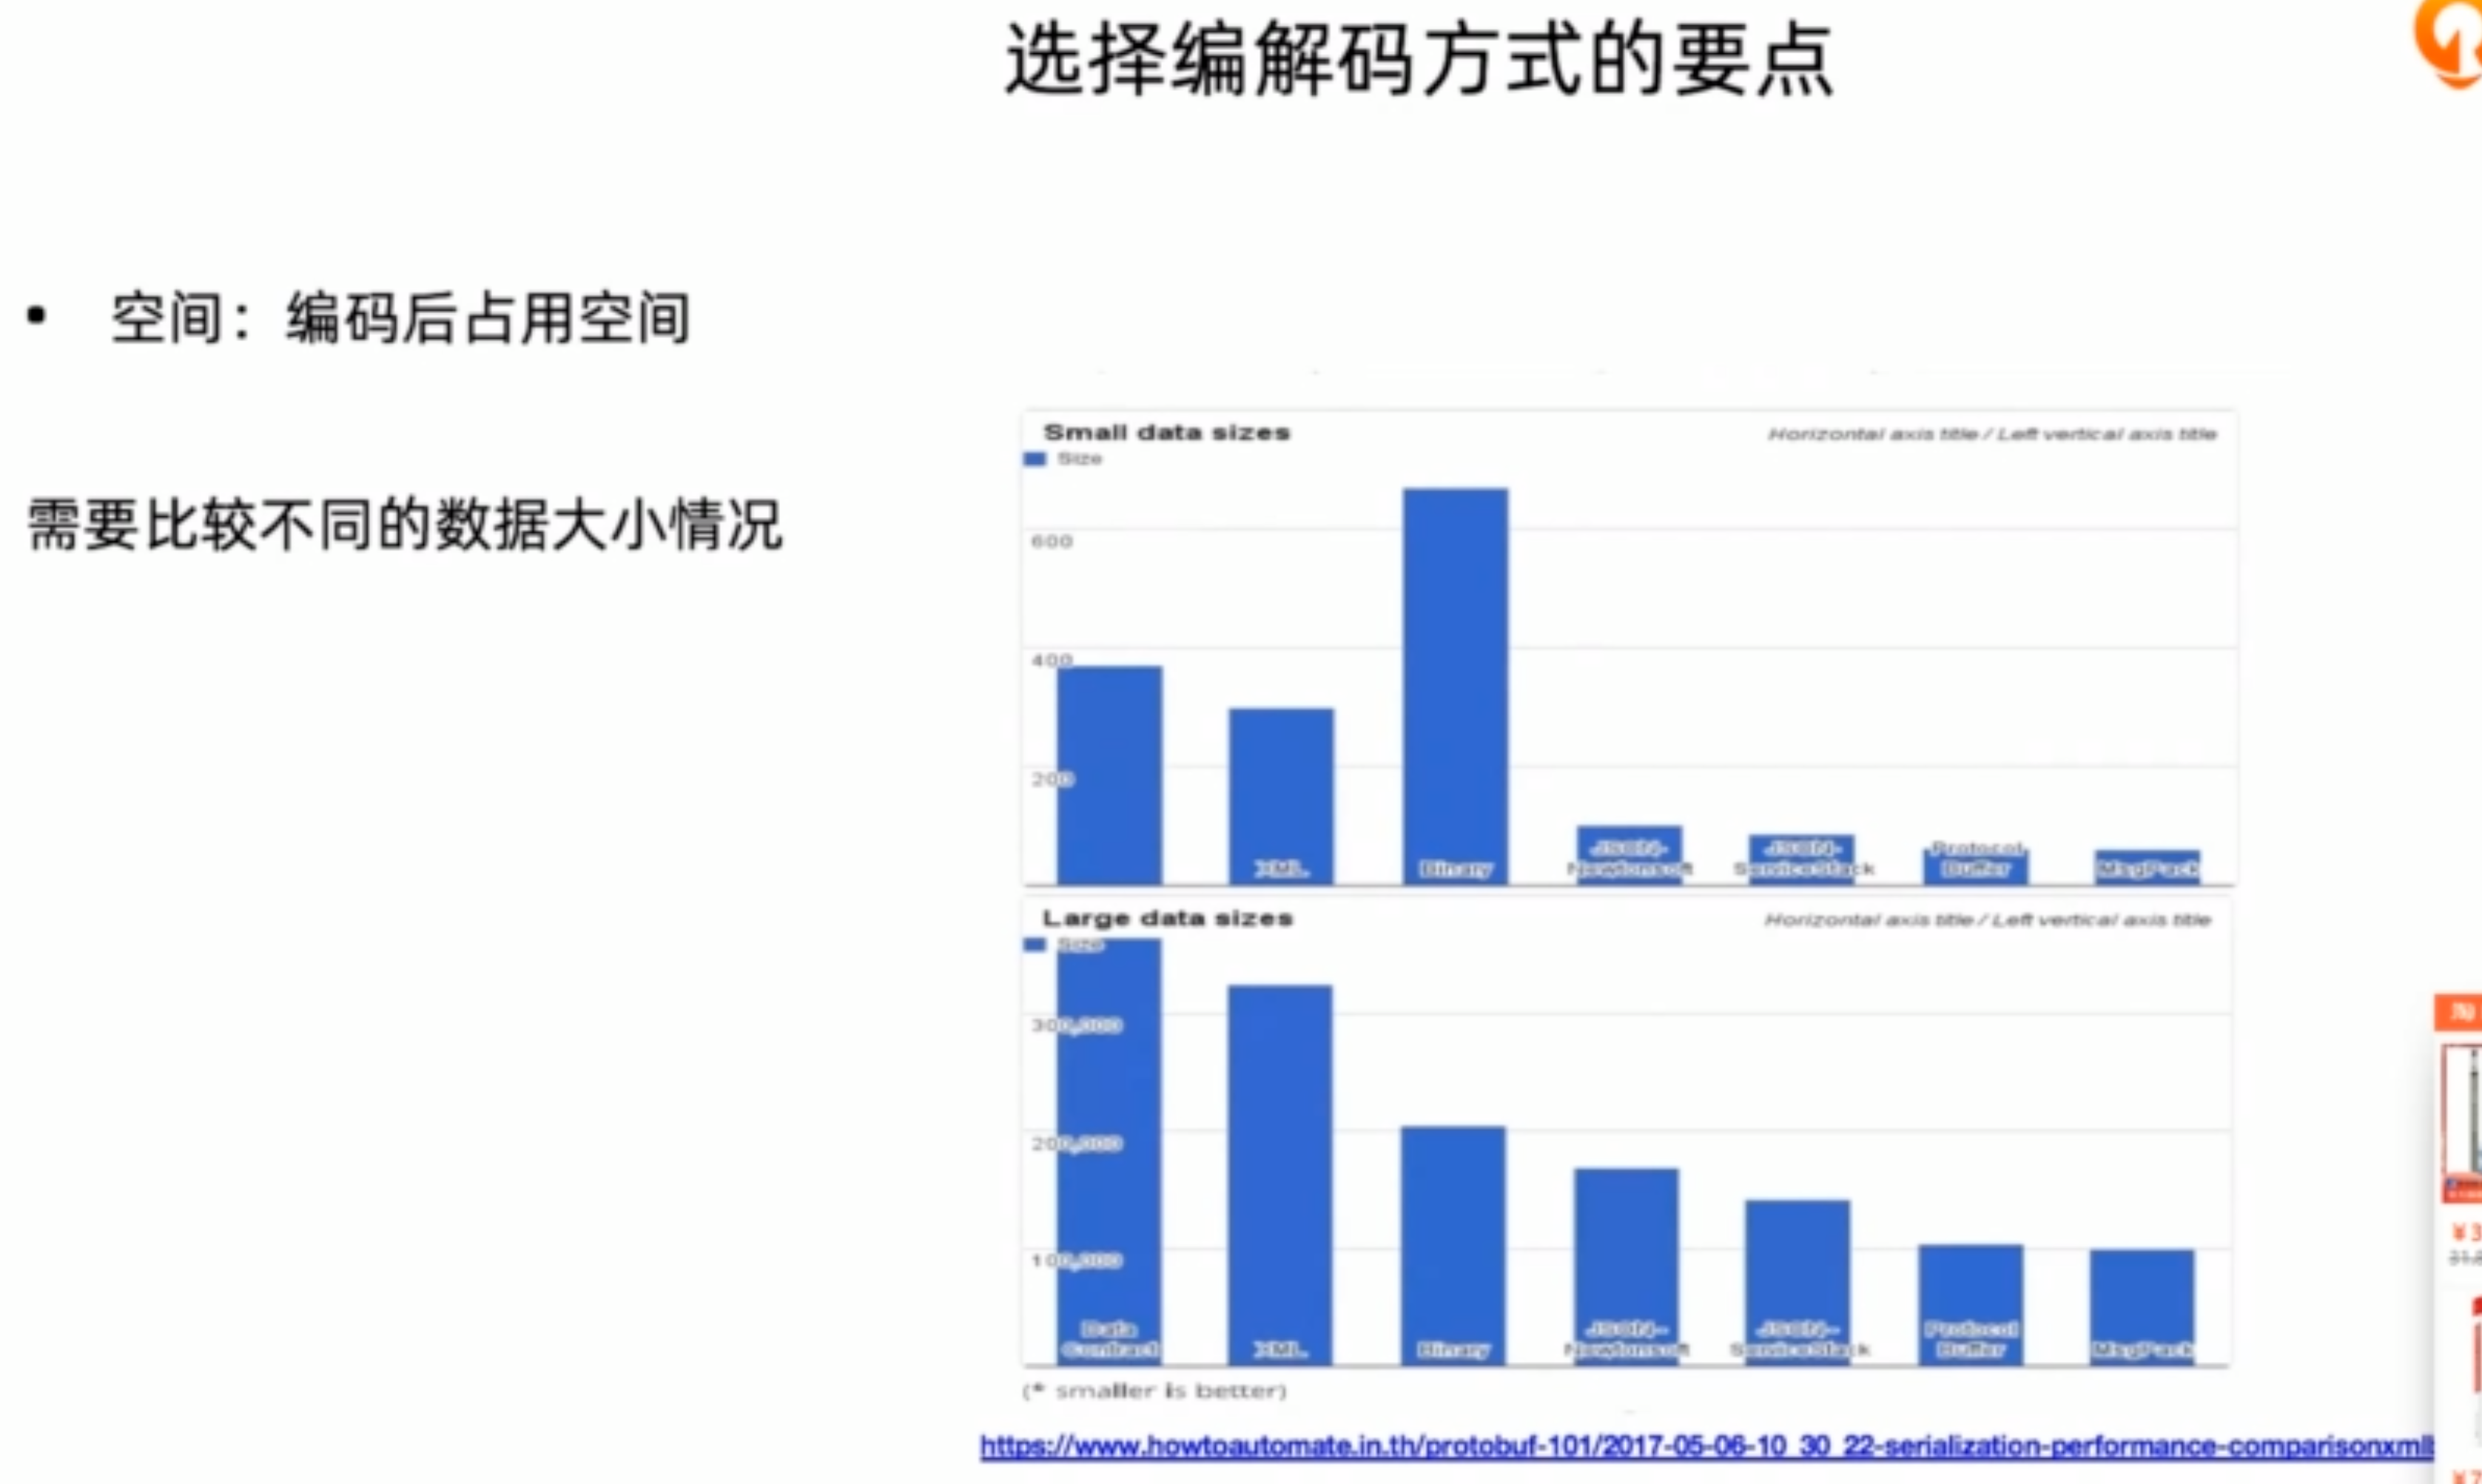 选择编解码方式的要点
• 空间：编码后占用空间
需要比较不同的数据大小情况
Small data sizes
Horizontal axis title / Left vertical axis title
Size
600
400
200
XML
Binary
JSON-
Newtonsoft
JSON-
ServiceStack
Protocol
Buffer
MsgPack
Large data sizes
Horizontal axis title / Left vertical axis title
Size
300,000
200,000
100,000
Data
Contract
XML
Binary
JSON-
Newtonsoft
JSON-
ServiceStack
Protocol
Buffer
MsgPack
(* smaller is better)
https://www.howtoautomate.in.th/protobuf-101/2017-05-06-10_30_22-serialization-performance-comparisonxml
淘
¥3
¥7